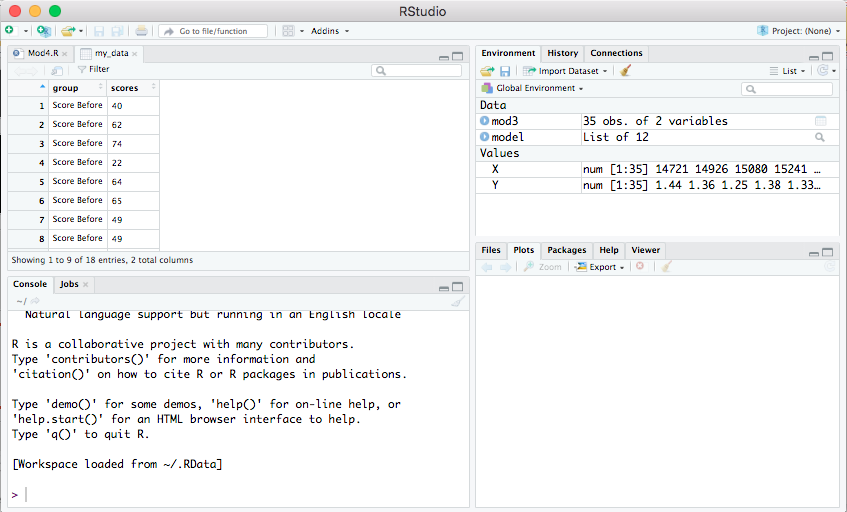 RStudio
Go to file/function
Addins
Project: (None)
Mod4.R
my_data
Filter
group scores
1 Score Before 40
2 Score Before 62
3 Score Before 74
4 Score Before 22
5 Score Before 64
6 Score Before 65
7 Score Before 49
8 Score Before 49
Showing 1 to 9 of 18 entries, 2 total columns
Console Jobs
~/
Natural language support but running in an English locale
R is a collaborative project with many contributors.
Type 'contributors()' for more information and
'citation()' on how to cite R or R packages in publications.
Type 'demo()' for some demos, 'help()' for on-line help, or
'help.start()' for an HTML browser interface to help.
Type 'q()' to quit R.
[Workspace loaded from ~/.RData]
>
Environment History Connections
Import Dataset
List
Global Environment
Data
mod3 35 obs. of 2 variables
model List of 12
Values
X num [1:35] 14721 14926 15080 15241 …
Y num [1:35] 1.44 1.36 1.25 1.38 1.33…
Files Plots Packages Help Viewer
Zoom Export